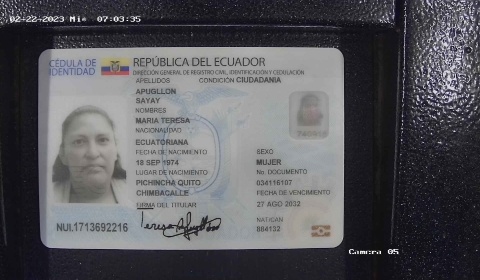 02-22-2023 Mie 07:03:35
CÉDULA DE IDENTIDAD
REPÚBLICA DEL ECUADOR
DIRECCIÓN GENERAL DE REGISTRO CIVIL, IDENTIFICACIÓN Y CEDULACIÓN
APELLIDOS CONDICIÓN CIUDADANÍA
APUGLLON
SAYAY
NOMBRES
MARIA TERESA
NACIONALIDAD
ECUATORIANA
FECHA DE NACIMIENTO SEXO
18 SEP 1974 MUJER
LUGAR DE NACIMIENTO No. DOCUMENTO
PICHINCHA QUITO 034116107
CHIMBACALLE FECHA DE VENCIMIENTO
FIRMA DEL TITULAR 27 AGO 2032
NUI.1713692216 NAT/CAN
884132
Camera 05